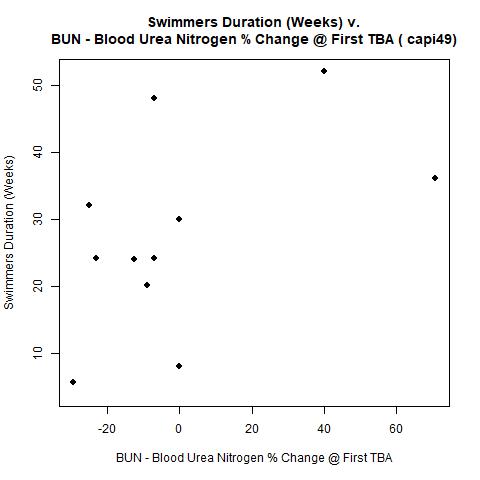 Swimmers Duration (Weeks) v.
BUN - Blood Urea Nitrogen % Change @ First TBA ( capi49)
Swimmers Duration (Weeks)
50
40
30
20
10
-20 0 20 40 60
BUN - Blood Urea Nitrogen % Change @ First TBA